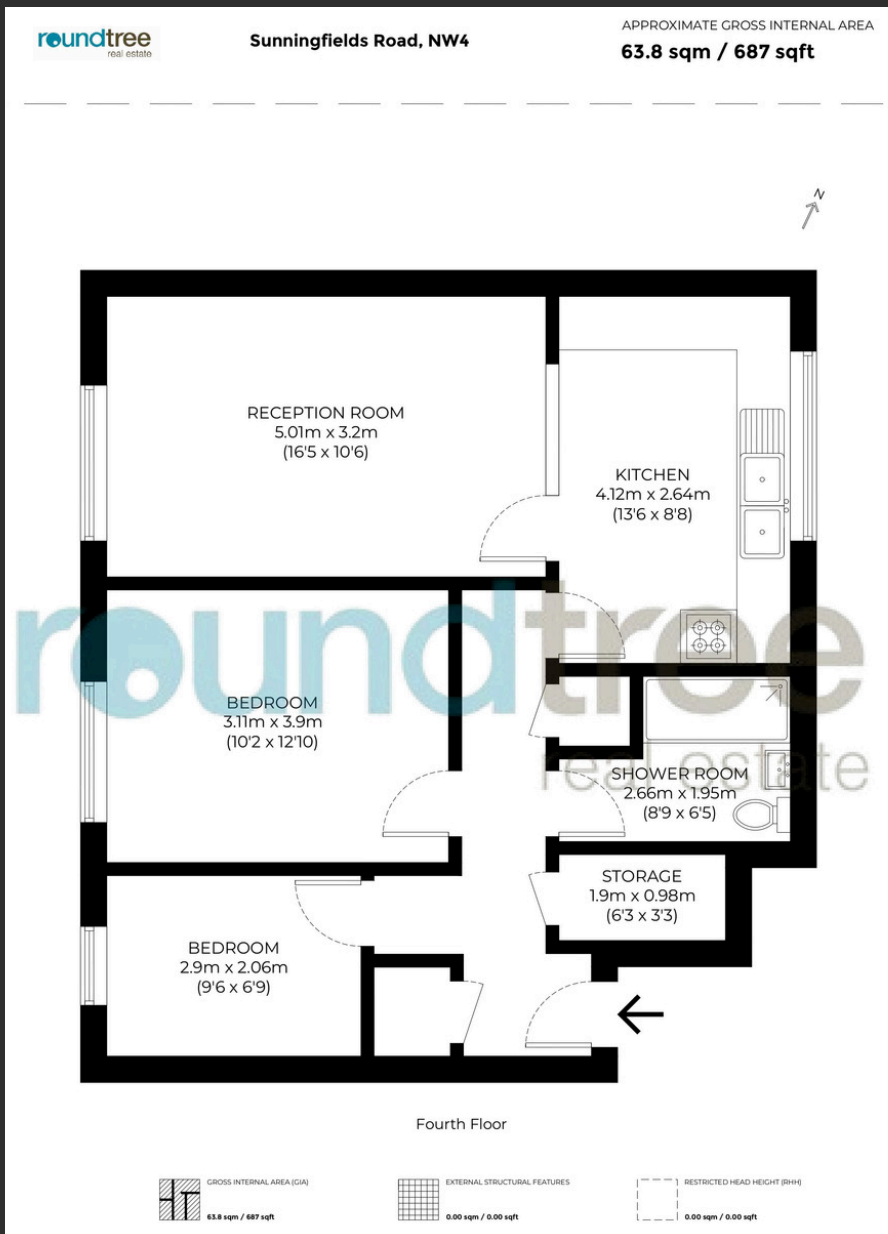 roundtree
real estate
Sunningfields Road, NW4
APPROXIMATE GROSS INTERNAL AREA
63.8 sqm / 687 sqft
N
RECEPTION ROOM
5.01m x 3.2m
(16'5 x 10'6)
KITCHEN
4.12m x 2.64m
(13'6 x 8'8)
roundtree
real estate
BEDROOM
3.11m x 3.9m
(10'2 x 12'10)
SHOWER ROOM
2.66m x 1.95m
(8'9 x 6'5)
STORAGE
1.9m x 0.98m
(6'3 x 3'3)
BEDROOM
2.9m x 2.06m
(9'6 x 6'9)
Fourth Floor
GROSS INTERNAL AREA (GIA)
63.8 sqm / 687 sqft
EXTERNAL STRUCTURAL FEATURES
0.00 sqm / 0.00 sqft
RESTRICTED HEAD HEIGHT (RHH)
0.00 sqm / 0.00 sqft